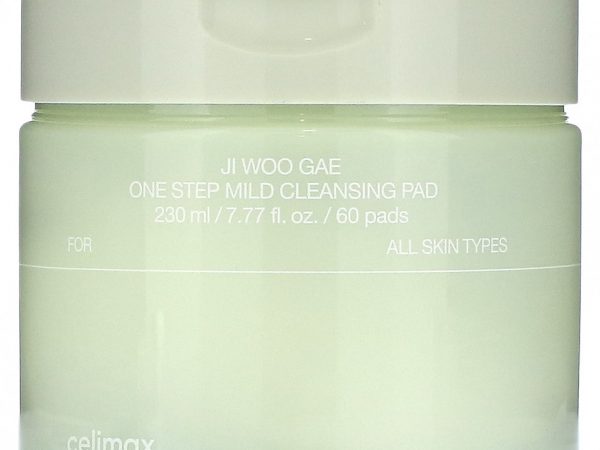 JI WOO GAE
ONE STEP MILD CLEANSING PAD
230 ml / 7.77 fl. oz. / 60 pads
FOR ALL SKIN TYPES
celimax